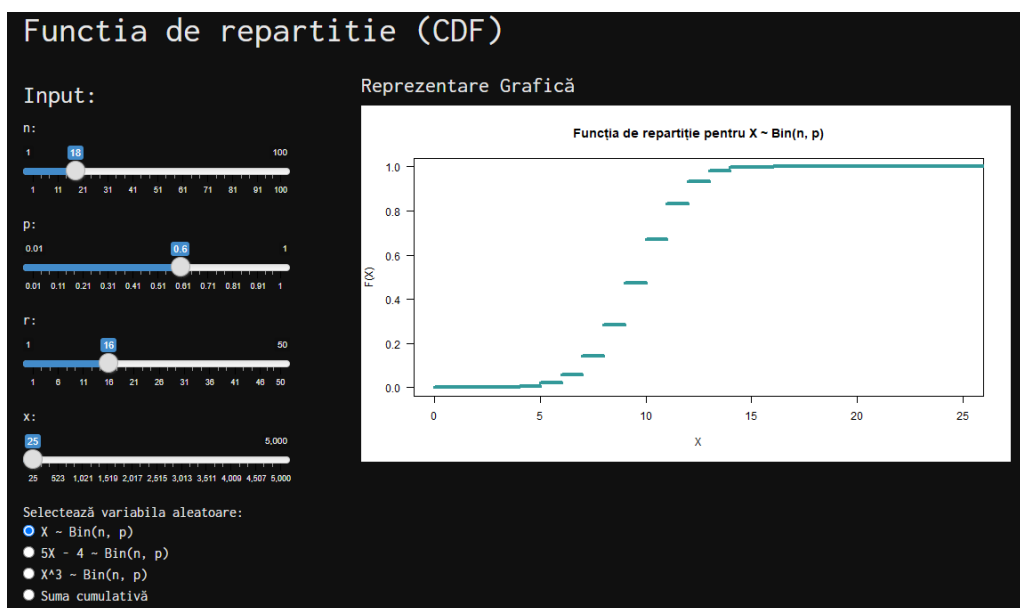 Functia de repartitie (CDF)
Input:
n:
1 18 100
1 11 21 31 41 51 61 71 81 91 100
p:
0.01 0.6 1
0.01 0.11 0.21 0.31 0.41 0.51 0.61 0.71 0.81 0.91 1
r:
1 16 50
1 6 11 16 21 26 31 36 41 46 50
x:
25 5,000
25 523 1,021 1,519 2,017 2,515 3,013 3,511 4,009 4,507 5,000
Selectează variabila aleatoare:
X ~ Bin(n, p)
5X - 4 ~ Bin(n, p)
X^3 ~ Bin(n, p)
Suma cumulativă
Reprezentare Grafică
Funcția de repartiție pentru X ~ Bin(n, p)
F(X)
1.0
0.8
0.6
0.4
0.2
0.0
0 5 10 15 20 25
X